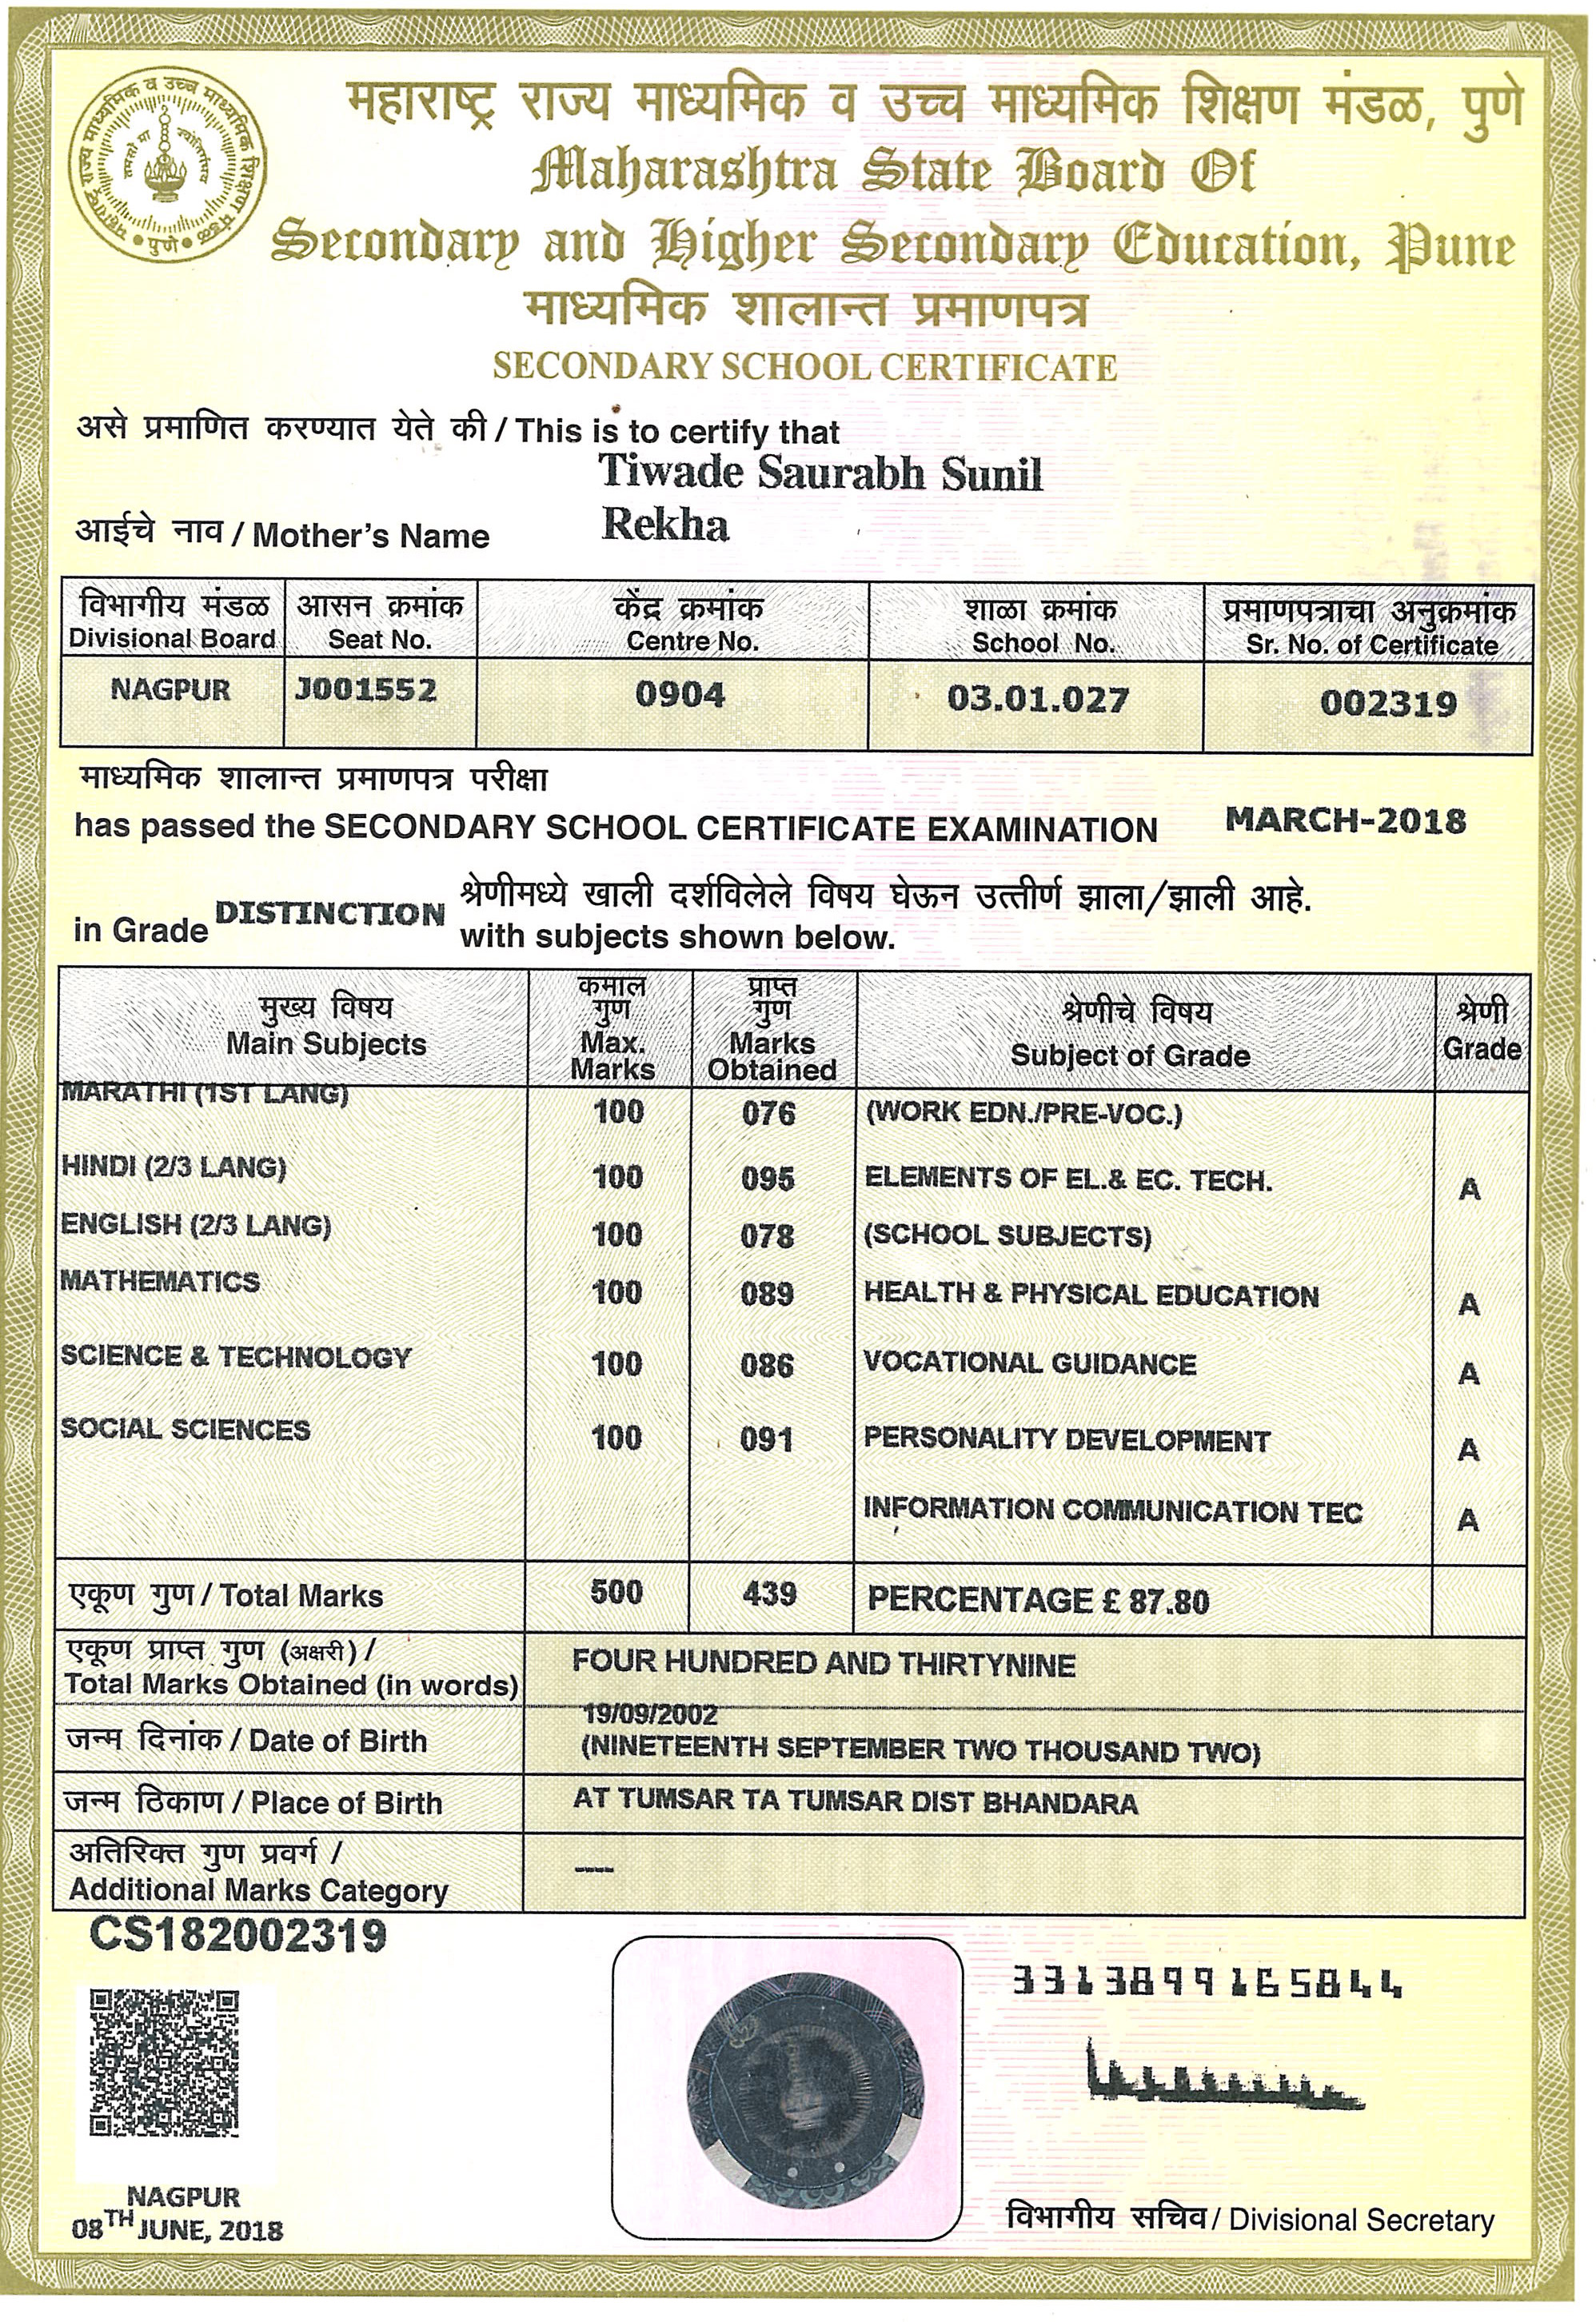 महाराष्ट्र राज्य माध्यमिक व उच्च माध्यमिक शिक्षण मंडळ, पुणे
Maharashtra State Board Of
Secondary and Higher Secondary Education, Pune
माध्यमिक शालान्त प्रमाणपत्र
SECONDARY SCHOOL CERTIFICATE
महाराष्ट्र राज्य माध्यमिक व उच्च माध्यमिक शिक्षण मंडळ • पुणे •
तमसो मा ज्योतिर्गमय
असे प्रमाणित करण्यात येते की / This is to certify that
Tiwade Saurabh Sunil
आईचे नाव / Mother's Name Rekha
विभागीय मंडळ आसन क्रमांक केंद्र क्रमांक शाळा क्रमांक प्रमाणपत्राचा अनुक्रमांक
Divisional Board Seat No. Centre No. School No. Sr. No. of Certificate
NAGPUR J001552 0904 03.01.027 002319
माध्यमिक शालान्त प्रमाणपत्र परीक्षा
has passed the SECONDARY SCHOOL CERTIFICATE EXAMINATION MARCH-2018
श्रेणीमध्ये खाली दर्शविलेले विषय घेऊन उत्तीर्ण झाला/झाली आहे.
in Grade DISTINCTION with subjects shown below.
मुख्य विषय कमाल गुण प्राप्त गुण श्रेणीचे विषय श्रेणी
Main Subjects Max. Marks Marks Obtained Subject of Grade Grade
MARATHI (1ST LANG) 100 076 (WORK EDN./PRE-VOC.)
HINDI (2/3 LANG) 100 095 ELEMENTS OF EL.& EC. TECH. A
ENGLISH (2/3 LANG) 100 078 (SCHOOL SUBJECTS)
MATHEMATICS 100 089 HEALTH & PHYSICAL EDUCATION A
SCIENCE & TECHNOLOGY 100 086 VOCATIONAL GUIDANCE A
SOCIAL SCIENCES 100 091 PERSONALITY DEVELOPMENT A
INFORMATION COMMUNICATION TEC A
एकूण गुण / Total Marks 500 439 PERCENTAGE £ 87.80
एकूण प्राप्त गुण (अक्षरी) /
Total Marks Obtained (in words) FOUR HUNDRED AND THIRTYNINE
19/09/2002
जन्म दिनांक / Date of Birth (NINETEENTH SEPTEMBER TWO THOUSAND TWO)
जन्म ठिकाण / Place of Birth AT TUMSAR TA TUMSAR DIST BHANDARA
अतिरिक्त गुण प्रवर्ग / ----
Additional Marks Category
CS182002319
3313899165844
NAGPUR
08TH JUNE, 2018
विभागीय सचिव / Divisional Secretary